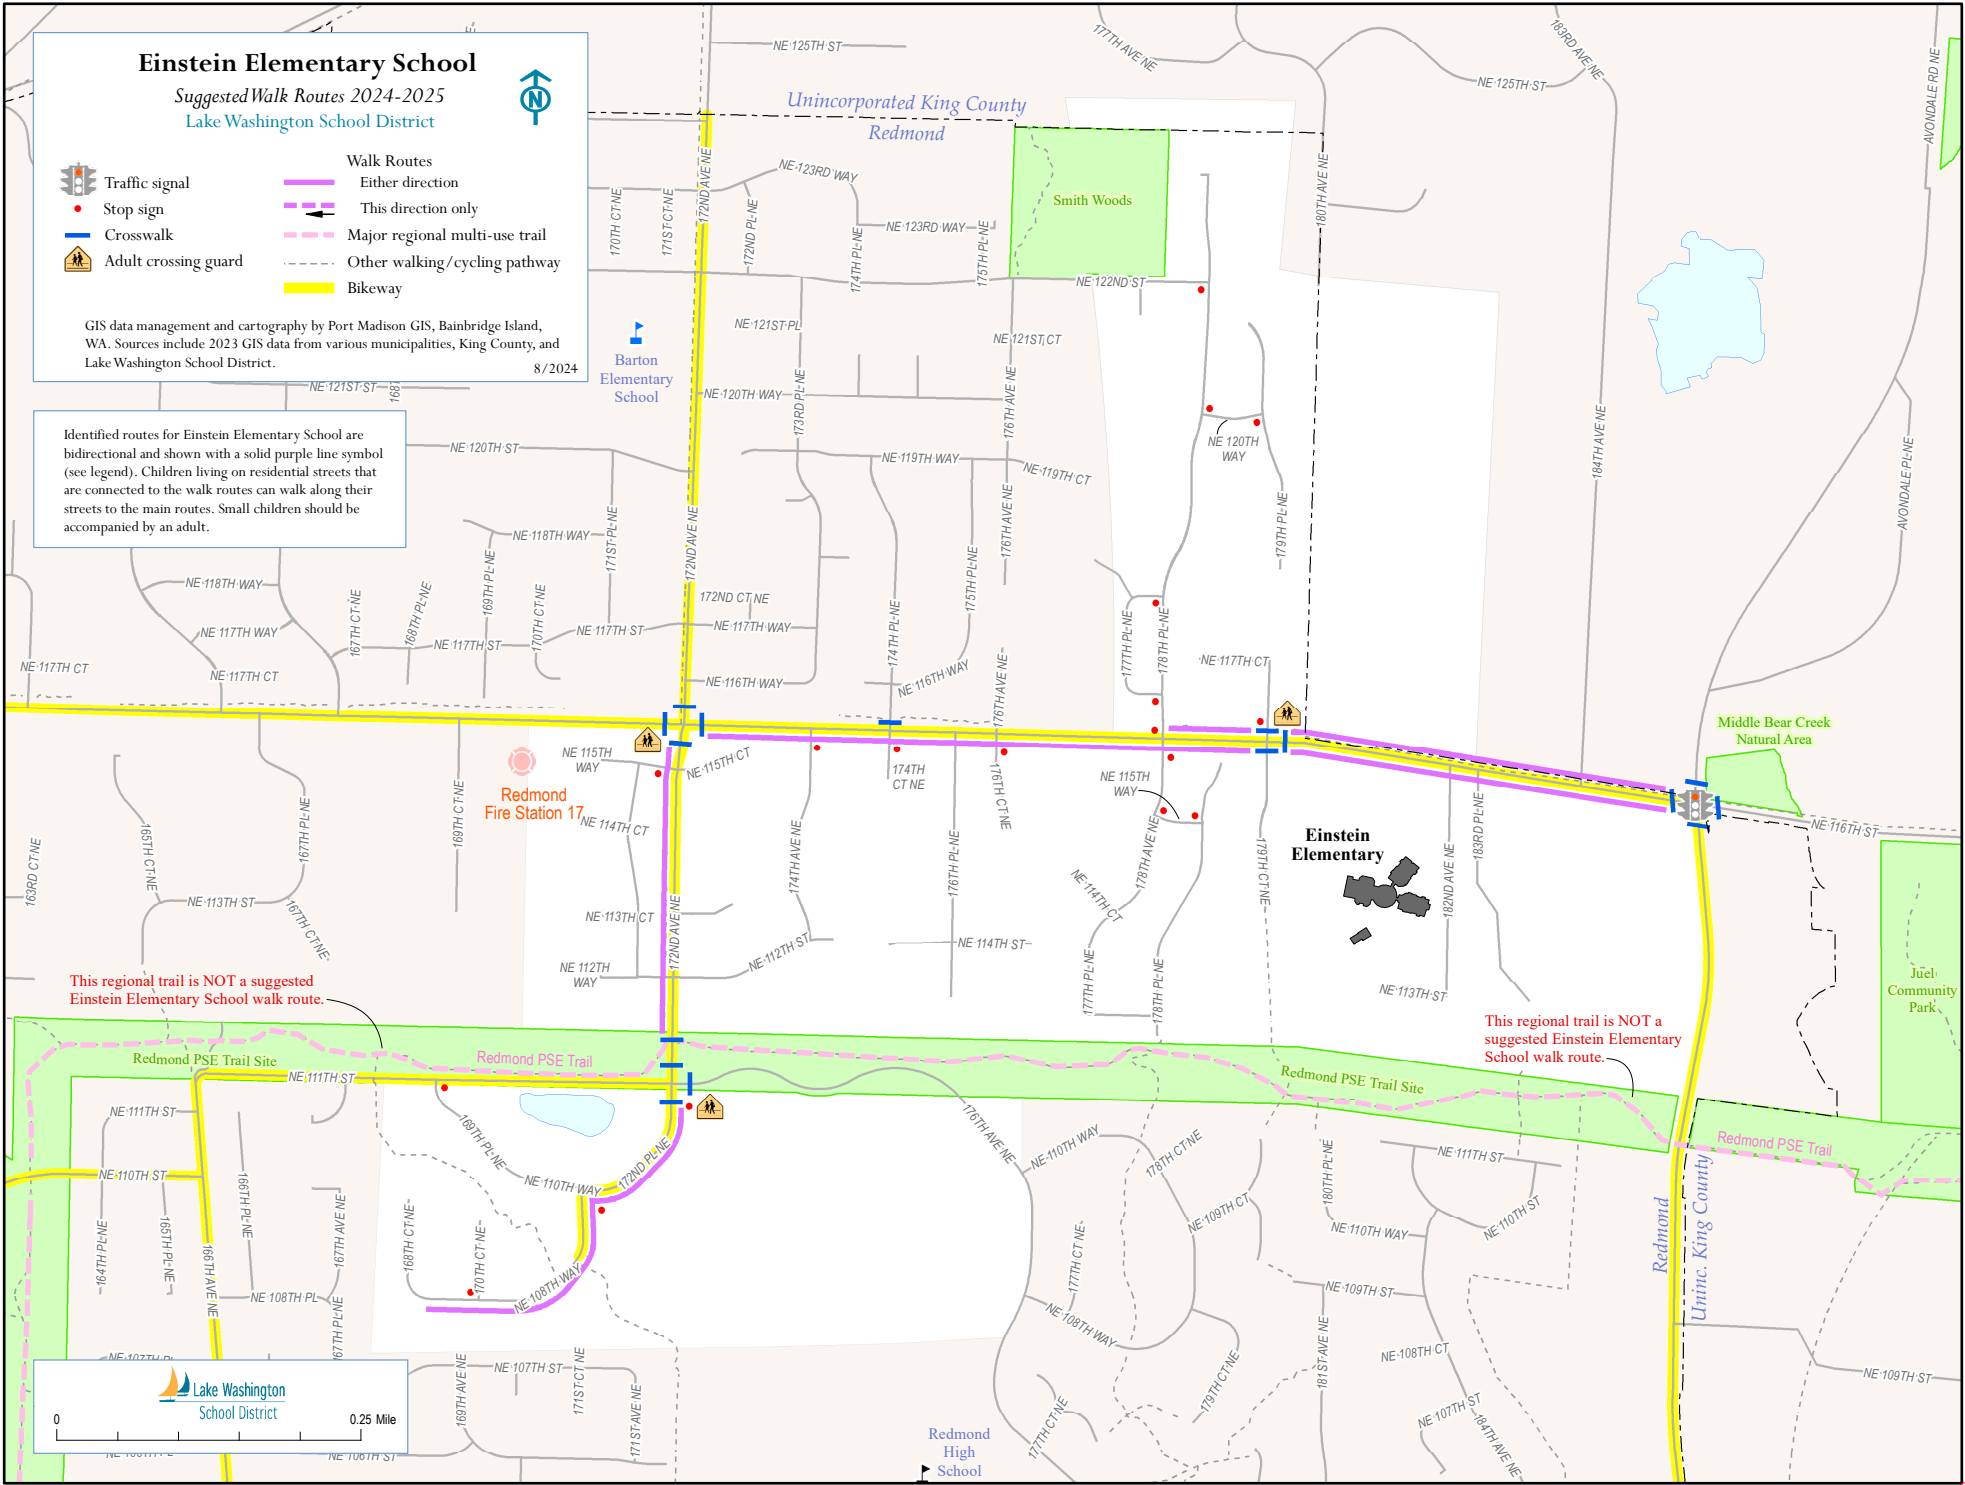 Einstein Elementary School
Suggested Walk Routes 2024-2025
Lake Washington School District
N
Traffic signal
Stop sign
Crosswalk
Adult crossing guard
Walk Routes
Either direction
This direction only
Major regional multi-use trail
Other walking/cycling pathway
Bikeway
GIS data management and cartography by Port Madison GIS, Bainbridge Island,
WA. Sources include 2023 GIS data from various municipalities, King County, and
Lake Washington School District.
8/2024
Identified routes for Einstein Elementary School are
bidirectional and shown with a solid purple line symbol
(see legend). Children living on residential streets that
are connected to the walk routes can walk along their
streets to the main routes. Small children should be
accompanied by an adult.
NE 125TH ST
177TH AVE NE
183RD AVE NE
NE 125TH ST
AVONDALE RD NE
Unincorporated King County
Redmond
172ND AVE NE
NE 123RD WAY
170TH CT NE
171ST CT NE
172ND PL NE
174TH PL NE
NE 123RD WAY
175TH PL NE
Smith Woods
180TH AVE NE
NE 122ND ST
NE 121ST PL
NE 121ST CT
Barton
Elementary
School
NE 121ST ST
NE 120TH WAY
173RD PL NE
176TH AVE NE
NE 120TH
WAY
184TH AVE NE
AVONDALE PL NE
NE 120TH ST
NE 119TH WAY
NE 119TH CT
NE 118TH WAY
171ST PL NE
172ND AVE NE
176TH AVE NE
179TH PL NE
NE 118TH WAY
167TH CT NE
168TH PL NE
169TH PL NE
170TH CT NE
172ND CT NE
175TH PL NE
NE 117TH WAY
NE 117TH ST
NE 117TH ST
NE 117TH WAY
174TH PL NE
177TH PL NE
178TH PL NE
NE 117TH CT
NE 117TH CT
NE 117TH CT
NE 116TH WAY
NE 116TH WAY
176TH AVE NE
Middle Bear Creek
Natural Area
NE 115TH
WAY
NE 115TH CT
174TH
CT NE
176TH CT NE
NE 115TH
WAY
Redmond
Fire Station 17
NE 114TH CT
NE 116TH ST
Einstein
Elementary
163RD CT NE
165TH CT NE
167TH PL NE
169TH CT NE
174TH AVE NE
176TH PL NE
178TH AVE NE
179TH CT NE
182ND AVE NE
183RD PL NE
NE 113TH ST
167TH CT NE
NE 113TH CT
172ND AVE NE
NE 114TH CT
NE 114TH ST
NE 112TH ST
NE 112TH
WAY
177TH PL NE
178TH PL NE
NE 113TH ST
Juel
Community
Park
This regional trail is NOT a suggested
Einstein Elementary School walk route.
This regional trail is NOT a
suggested Einstein Elementary
School walk route.
Redmond PSE Trail Site
Redmond PSE Trail
NE 111TH ST
Redmond PSE Trail Site
Redmond PSE Trail
NE 111TH ST
169TH PL NE
176TH AVE NE
NE 110TH WAY
178TH CT NE
NE 111TH ST
NE 110TH ST
NE 110TH WAY
172ND PL NE
164TH PL NE
165TH PL NE
166TH AVE NE
166TH PL NE
167TH AVE NE
168TH CT NE
170TH CT NE
177TH CT NE
NE 109TH CT
180TH PL NE
NE 110TH WAY
NE 110TH ST
Redmond
Uninc. King County
NE 108TH PL
NE 108TH WAY
167TH PL NE
NE 108TH WAY
NE 109TH ST
181ST AVE NE
NE 108TH CT
NE 109TH ST
NE 107TH PL
169TH AVE NE
NE 107TH ST
171ST CT NE
171ST AVE NE
177TH CT NE
179TH CT NE
NE 107TH ST
184TH AVE NE
NE 106TH ST
Redmond
High
School
Lake Washington
School District
0
0.25 Mile